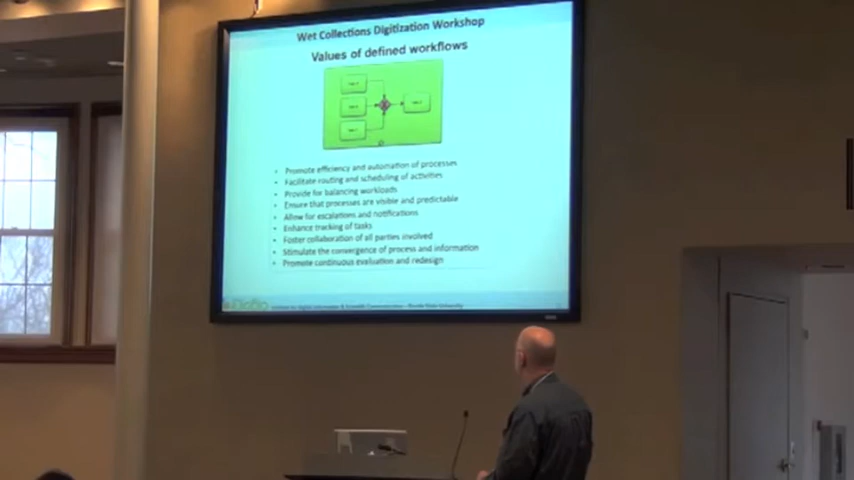 Wet Collections Digitization Workshop
Values of defined workflows
• Promote efficiency and automation of processes
• Facilitate routing and scheduling of activities
• Provide for balancing workloads
• Ensure that processes are visible and predictable
• Allow for escalations and notifications
• Enhance tracking of tasks
• Foster collaboration of all parties involved
• Stimulate the convergence of process and information
• Promote continuous evaluation and redesign